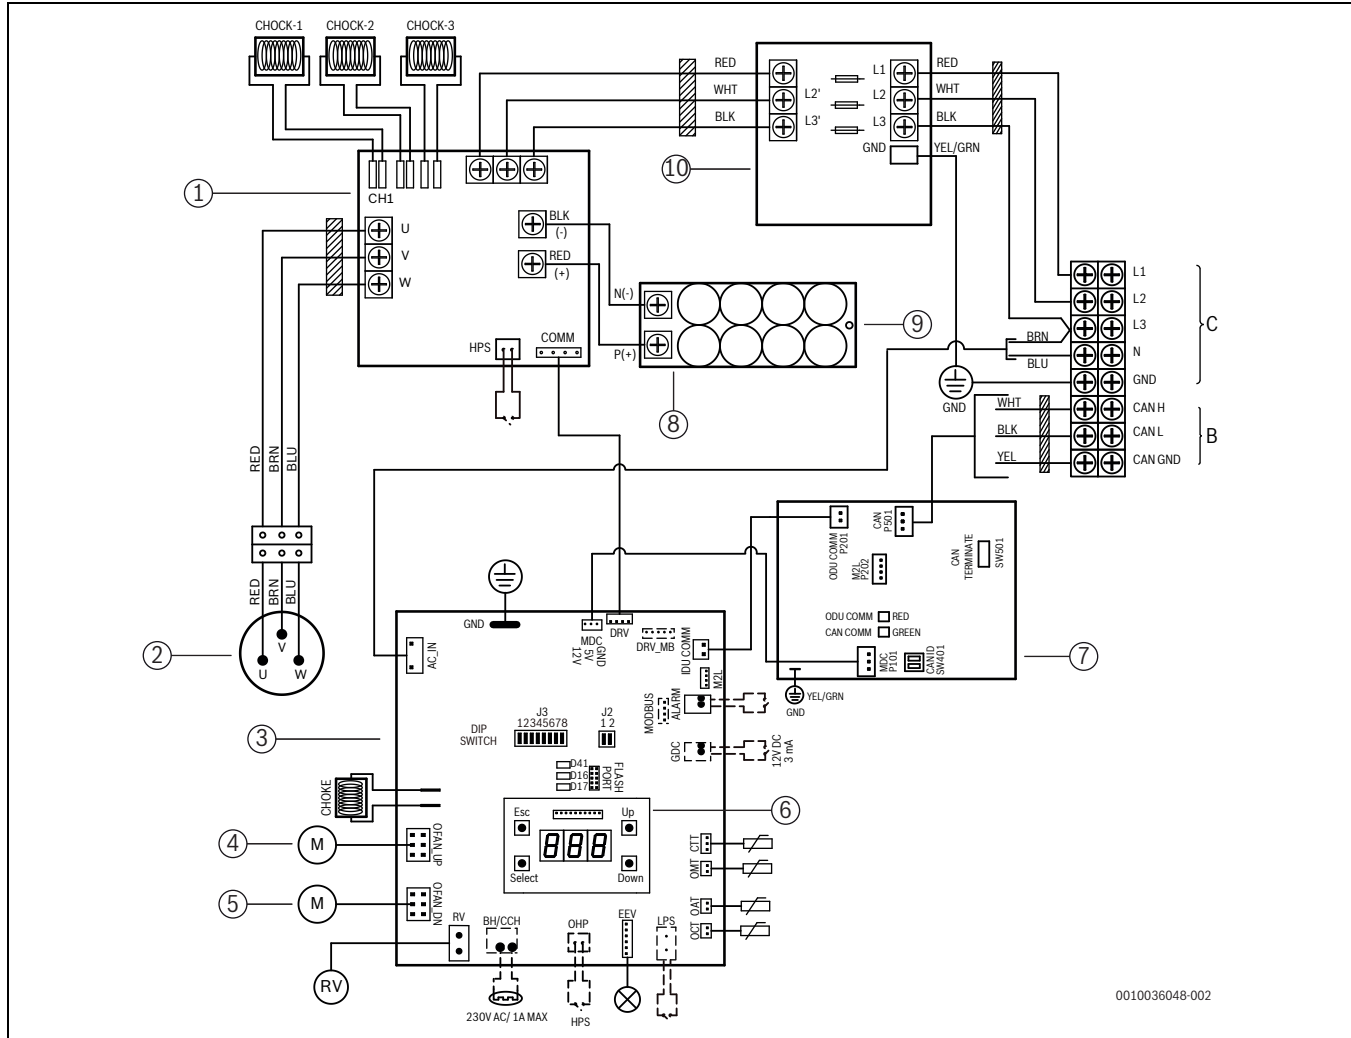 CHOCK-1 CHOCK-2 CHOCK-3
RED
WHT
BLK
L2'
L3'
L1
L2
L3
GND
RED
WHT
BLK
YEL/GRN
10
1
CH1
U
V
W
BLK
(-)
RED
(+)
HPS
COMM
N(-)
P(+)
9
8
L1
L2
L3
N
GND
CAN H
CAN L
CAN GND
C
B
BRN
BLU
GND
WHT
BLK
YEL
RED
BRN
BLU
RED
BRN
BLU
2
V
U
W
ODU COMM
P201
CAN
P501
M2L
P202
CAN
TERMINATE
SW501
ODU COMM RED
CAN COMM GREEN
MDC
P101
CANID
SW401
7
YEL/GRN
GND
GND
AC_IN
MDC
GND
5V
12V
DRV
DRV_MB
IDU COMM
M2L
MODBUS
ALARM
GDC
12V DC
3 mA
3
DIP
SWITCH
J3
12345678
J2
1 2
D41
D16
D17
FLASH
PORT
CHOKE
Esc
Up
888
Select
Down
6
4
M
OFAN UP
5
M
OFAN DN
CTT
OMT
OAT
OCT
RV
BH/CCH
OHP
EEV
LPS
RV
230V AC/ 1A MAX
HPS
0010036048-002